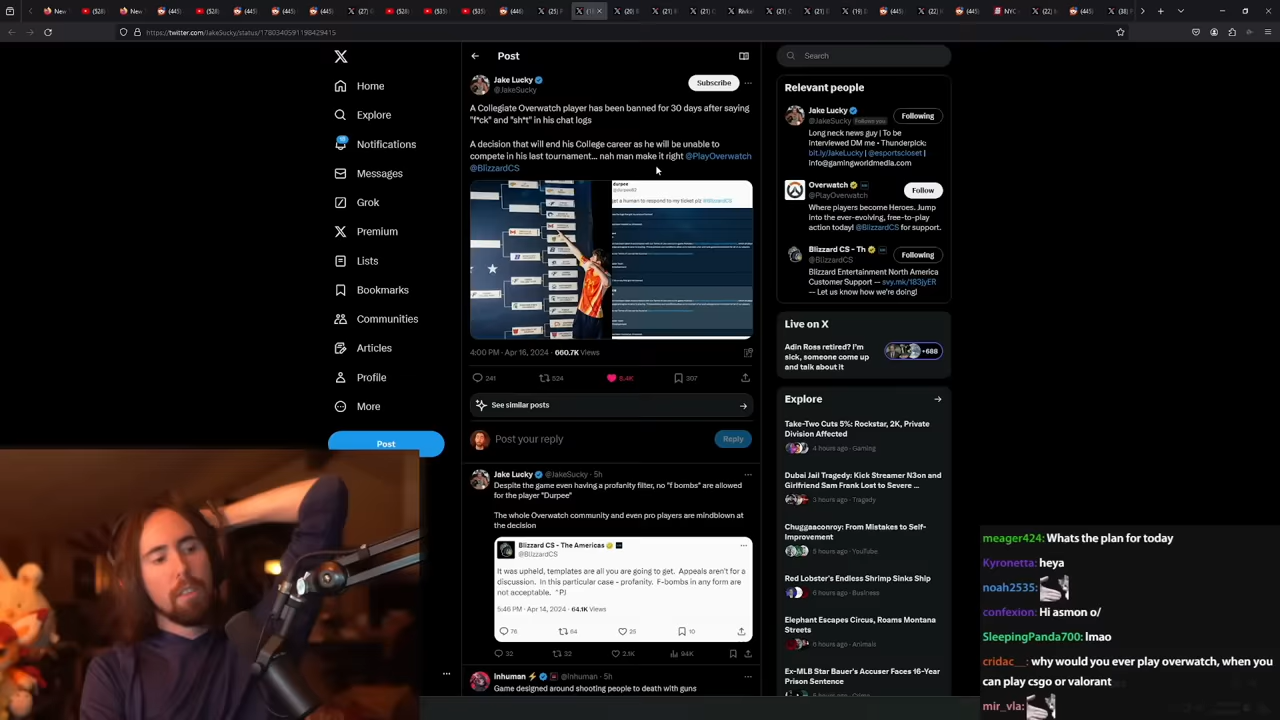 https://twitter.com/JakeSucky/status/1780340591198429415
Home
Explore
Notifications
Messages
Grok
Premium
Lists
Bookmarks
Communities
Articles
Profile
More
Post
Post
Jake Lucky
@JakeSucky
Subscribe
A Collegiate Overwatch player has been banned for 30 days after saying
"f*ck" and "sh*t" in his chat logs
A decision that will end his College career as he will be unable to
compete in his last tournament... nah man make it right @PlayOverwatch
@BlizzardCS
4:00 PM · Apr 16, 2024 · 660.7K Views
241
524
8.4K
307
See similar posts
Post your reply
Reply
Jake Lucky @JakeSucky · 5h
Despite the game even having a profanity filter, no "f bombs" are allowed
for the player "Durpee"
The whole Overwatch community and even pro players are mindblown at
the decision
Blizzard CS - The Americas
@BlizzardCS
It was upheld, templates are all you are going to get. Appeals aren't for a
discussion. In this particular case - profanity. F-bombs in any form are
not acceptable. ^PJ
5:46 PM · Apr 14, 2024 · 64.1K Views
76
64
25
10
32
32
2.1K
94K
inhuman @inhuman · 5h
Game designed around shooting people to death with guns
Search
Relevant people
Jake Lucky
@JakeSucky Follows you
Following
Long neck news guy | To be
interviewed DM me • Thunderpick:
bit.ly/JakeLucky | @esportscloset |
info@gamingworldmedia.com
Overwatch
@PlayOverwatch
Follow
Where players become Heroes. Jump
into the ever-evolving, free-to-play
action today! @BlizzardCS for support.
Blizzard CS - Th
@BlizzardCS
Following
Blizzard Entertainment North America
Customer Support —
— Let us know how we're doing!
Live on X
Adin Ross retired? I'm
sick, someone come up
and talk about it
+688
Explore
Take-Two Cuts 5%: Rockstar, 2K, Private
Division Affected
4 hours ago · Gaming
Dubai Jail Tragedy: Kick Streamer N3on and
Girlfriend Sam Frank Lost to Severe ...
3 hours ago · Tragedy
Chuggaaconroy: From Mistakes to Self-
Improvement
5 hours ago · YouTube
Red Lobster's Endless Shrimp Sinks Ship
6 hours ago · Business
Elephant Escapes Circus, Roams Montana
Streets
6 hours ago · Animals
Ex-MLB Star Bauer's Accuser Faces 16-Year
Prison Sentence
meager424: Whats the plan for today
Kyronetta: heya
noah2535:
confexion: Hi asmon o/
SleepingPanda700: lmao
cridac__: why would you ever play overwatch, when you
can play csgo or valorant
mir_vla: